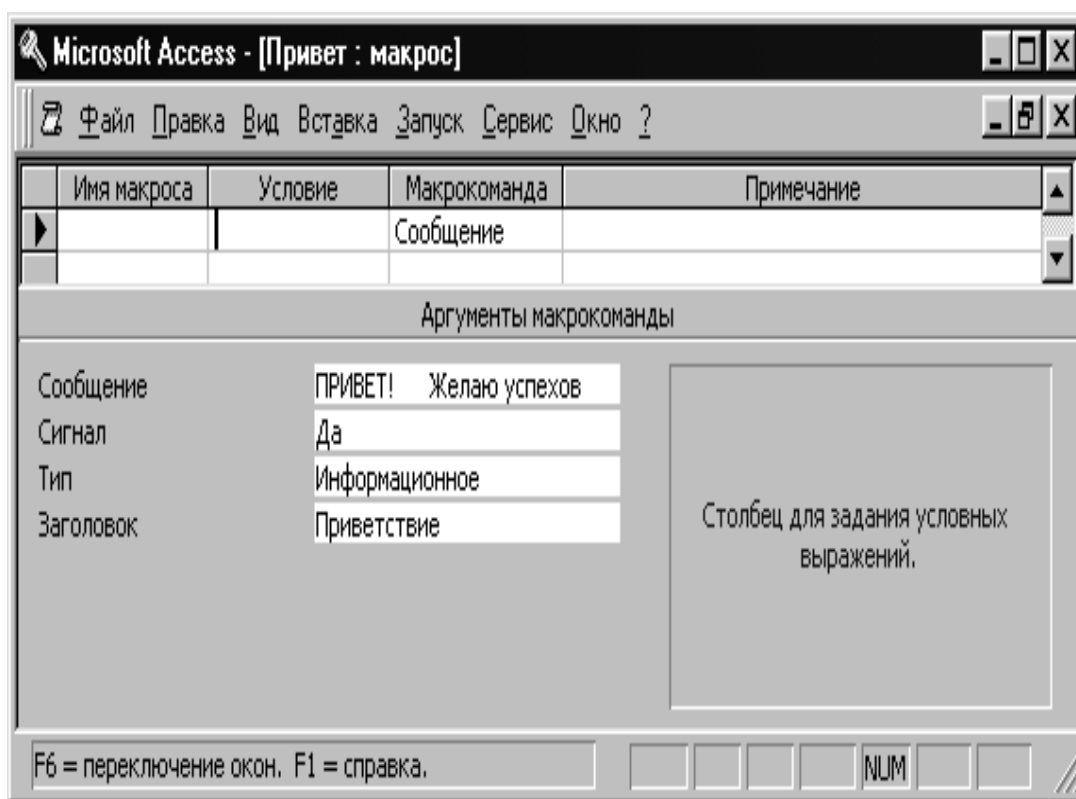 Microsoft Access - [Привет : макрос]
Файл Правка Вид Вставка Запуск Сервис Окно ?
Имя макроса Условие Макрокоманда Примечание
Сообщение
Аргументы макрокоманды
Сообщение ПРИВЕТ! Желаю успехов
Сигнал Да
Тип Информационное
Заголовок Приветствие
Столбец для задания условных
выражений.
F6 = переключение окон. F1 = справка. NUM